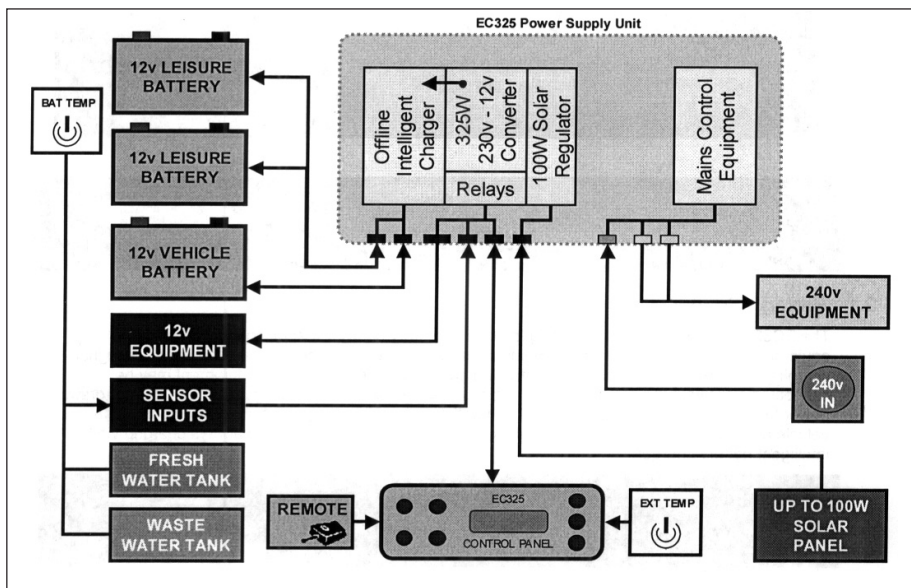 EC325 Power Supply Unit
12v LEISURE
BATTERY
BAT TEMP
12v LEISURE
BATTERY
12v VEHICLE
BATTERY
12v
EQUIPMENT
SENSOR
INPUTS
FRESH
WATER TANK
WASTE
WATER TANK
Offline
Intelligent
Charger
325W
230v - 12v
Converter
Relays
100W Solar
Regulator
Mains Control
Equipment
240v
EQUIPMENT
240v
IN
REMOTE
EC325
CONTROL PANEL
EXT TEMP
UP TO 100W
SOLAR
PANEL